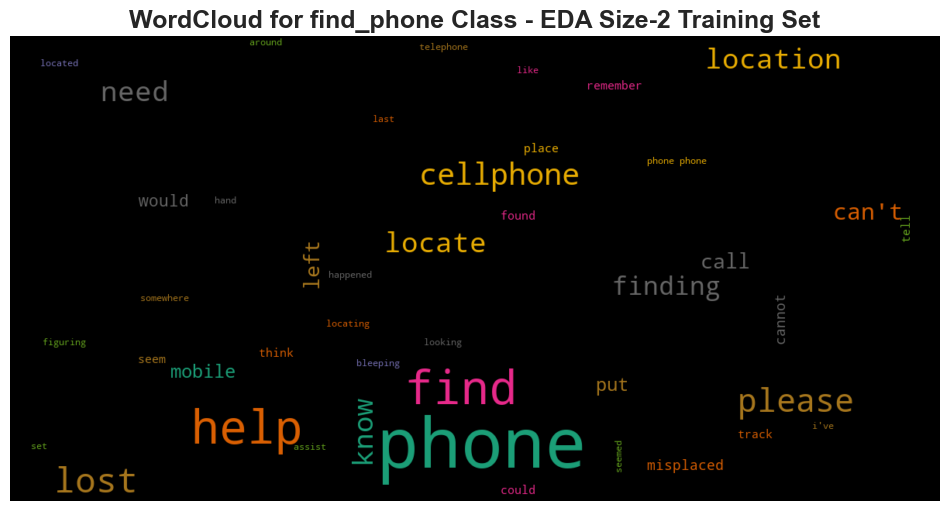 WordCloud for find_phone Class - EDA Size-2 Training Set
around
telephone
located
location
like
need
remember
last
place
phone phone
cellphone
would
hand
found
can't
tell
locate
left
call
happened
finding
somewhere
cannot
locating
figuring
looking
think
seem
bleeping
mobile
find
put
please
know
help
phone
i've
track
set
assist
seemed
misplaced
lost
could